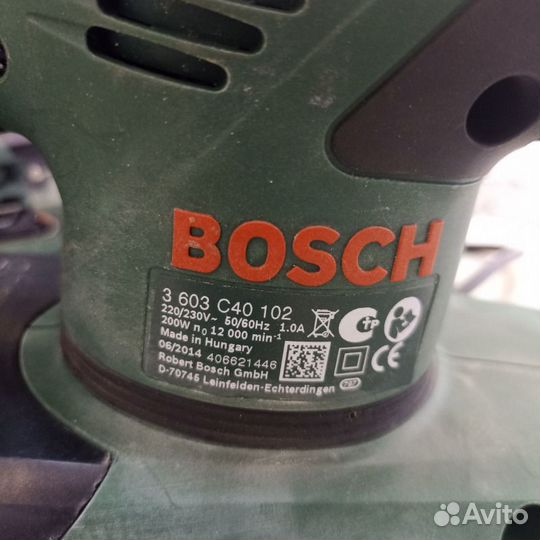 BOSCH
3 603 C40 102
220/230V~ 50/60Hz 1.0A
200W n₀ 12 000 min⁻¹
Made in Hungary
06/2014 406621446
Robert Bosch GmbH
D-70745 Leinfelden-Echterdingen
CE
Avito